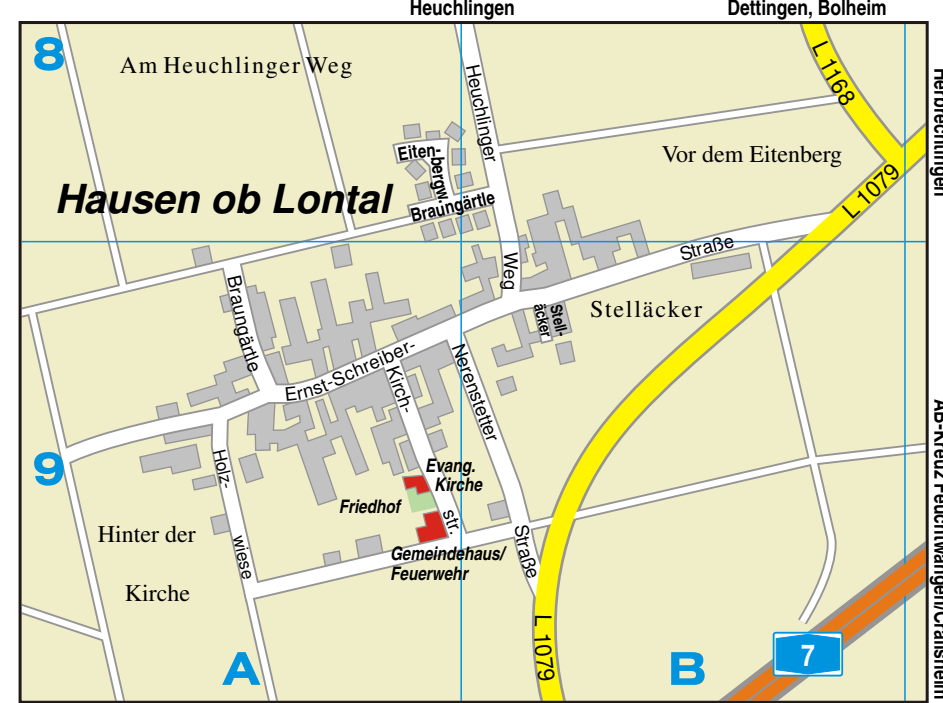 Heuchlingen
Dettingen, Bolheim
8
Am Heuchlinger Weg
Heuchlinger
L 1168
Herbrechtingen
Eiten-
bergw.
Vor dem Eitenberg
L 1079
Hausen ob Lontal
Braungärtle
Straße
Weg
Braungärtle
Stell-
äcker
Stelläcker
Ernst-Schreiber-
Kirch-
Nerenstetter
AB-Kreuz Feuchtwangen/Crailsheim
9
Holz-
Evang.
Kirche
Friedhof
str.
Hinter der
Kirche
wiese
Gemeindehaus/
Feuerwehr
Straße
L 1079
7
A
B